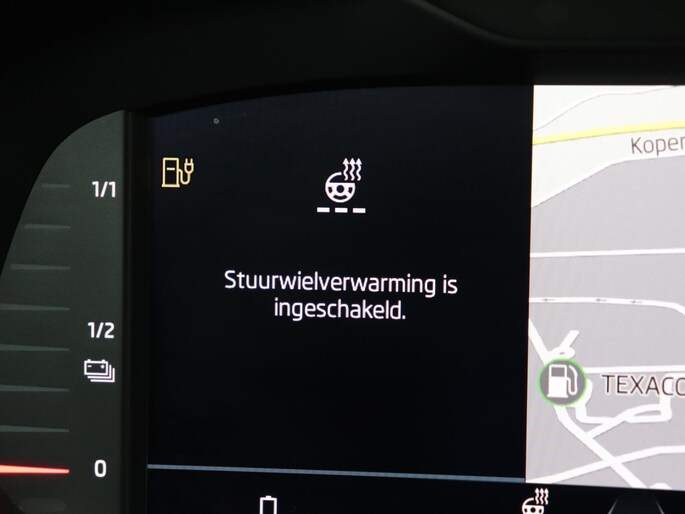 Koper
1/1
Stuurwielverwarming is
ingeschakeld.
1/2
TEXACO
0